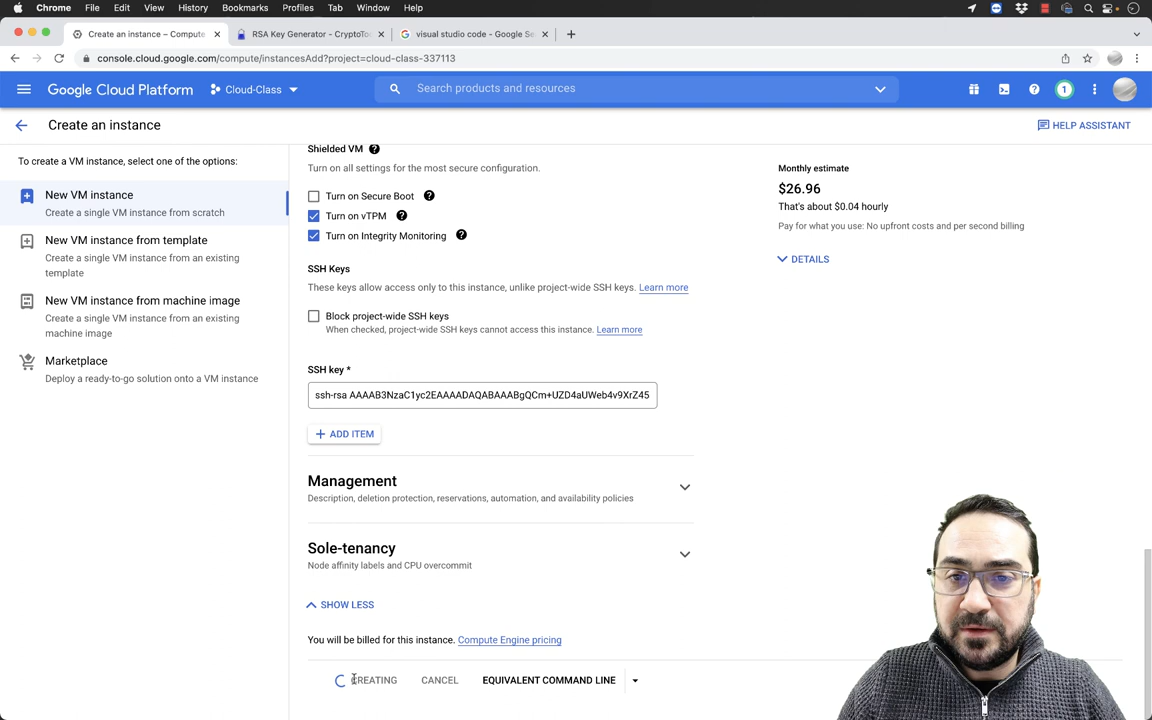 Chrome File Edit View History Bookmarks Profiles Tab Window Help
Create an instance – Compute
RSA Key Generator - CryptoToo
visual studio code - Google Se
console.cloud.google.com/compute/instancesAdd?project=cloud-class-337113
Google Cloud Platform
Cloud-Class
Search products and resources
1
Create an instance
HELP ASSISTANT
To create a VM instance, select one of the options:
New VM instance
Create a single VM instance from scratch
New VM instance from template
Create a single VM instance from an existing
template
New VM instance from machine image
Create a single VM instance from an existing
machine image
Marketplace
Deploy a ready-to-go solution onto a VM instance
Shielded VM
Turn on all settings for the most secure configuration.
Turn on Secure Boot
Turn on vTPM
Turn on Integrity Monitoring
SSH Keys
These keys allow access only to this instance, unlike project-wide SSH keys. Learn more
Block project-wide SSH keys
When checked, project-wide SSH keys cannot access this instance. Learn more
SSH key *
ssh-rsa AAAAB3NzaC1yc2EAAAADAQABAAABgQCm+UZD4aUWeb4v9XrZ45
ADD ITEM
Management
Description, deletion protection, reservations, automation, and availability policies
Sole-tenancy
Node affinity labels and CPU overcommit
SHOW LESS
You will be billed for this instance. Compute Engine pricing
CREATING
CANCEL
EQUIVALENT COMMAND LINE
Monthly estimate
$26.96
That's about $0.04 hourly
Pay for what you use: No upfront costs and per second billing
DETAILS